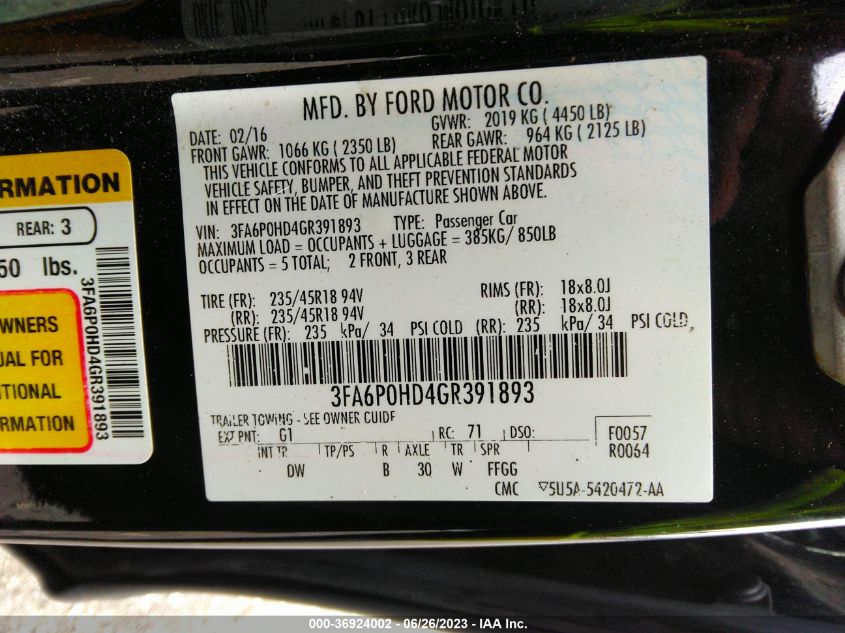 MFD. BY FORD MOTOR CO.
DATE: 02/16 GVWR: 2019 KG ( 4450 LB)
FRONT GAWR: 1066 KG ( 2350 LB) REAR GAWR: 964 KG ( 2125 LB)
THIS VEHICLE CONFORMS TO ALL APPLICABLE FEDERAL MOTOR
VEHICLE SAFETY, BUMPER, AND THEFT PREVENTION STANDARDS
IN EFFECT ON THE DATE OF MANUFACTURE SHOWN ABOVE.
VIN: 3FA6P0HD4GR391893 TYPE: Passenger Car
MAXIMUM LOAD = OCCUPANTS + LUGGAGE = 385KG/ 850LB
OCCUPANTS = 5 TOTAL; 2 FRONT, 3 REAR
TIRE (FR): 235/45R18 94V RIMS (FR): 18x8.0J
(RR): 235/45R18 94V (RR): 18x8.0J
PRESSURE (FR): 235 kPa/ 34 PSI COLD (RR): 235 kPa/ 34 PSI COLD
3FA6P0HD4GR391893
TRAILER TOWING - SEE OWNER GUIDE
EXT PNT: G1 RC: 71 DSO: F0057
R0064
INT TR TP/PS R AXLE TR SPR
DW B 30 W FFGG
CMC ▽5U5A-5420472-AA
RMATION
REAR: 3
50 lbs.
WNERS
UAL FOR
ITIONAL
RMATION
3FA6P0HD4GR391893
000-36924002 - 06/26/2023 - IAA Inc.